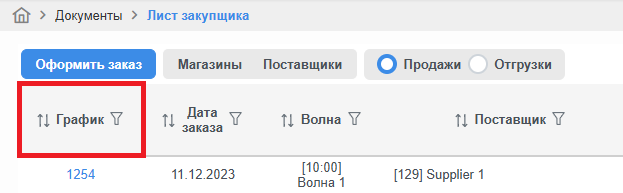 Документы > Лист закупщика
Оформить заказ Магазины Поставщики Продажи Отгрузки
График Дата заказа Волна Поставщик
1254 11.12.2023 [10:00] Волна 1 [129] Supplier 1